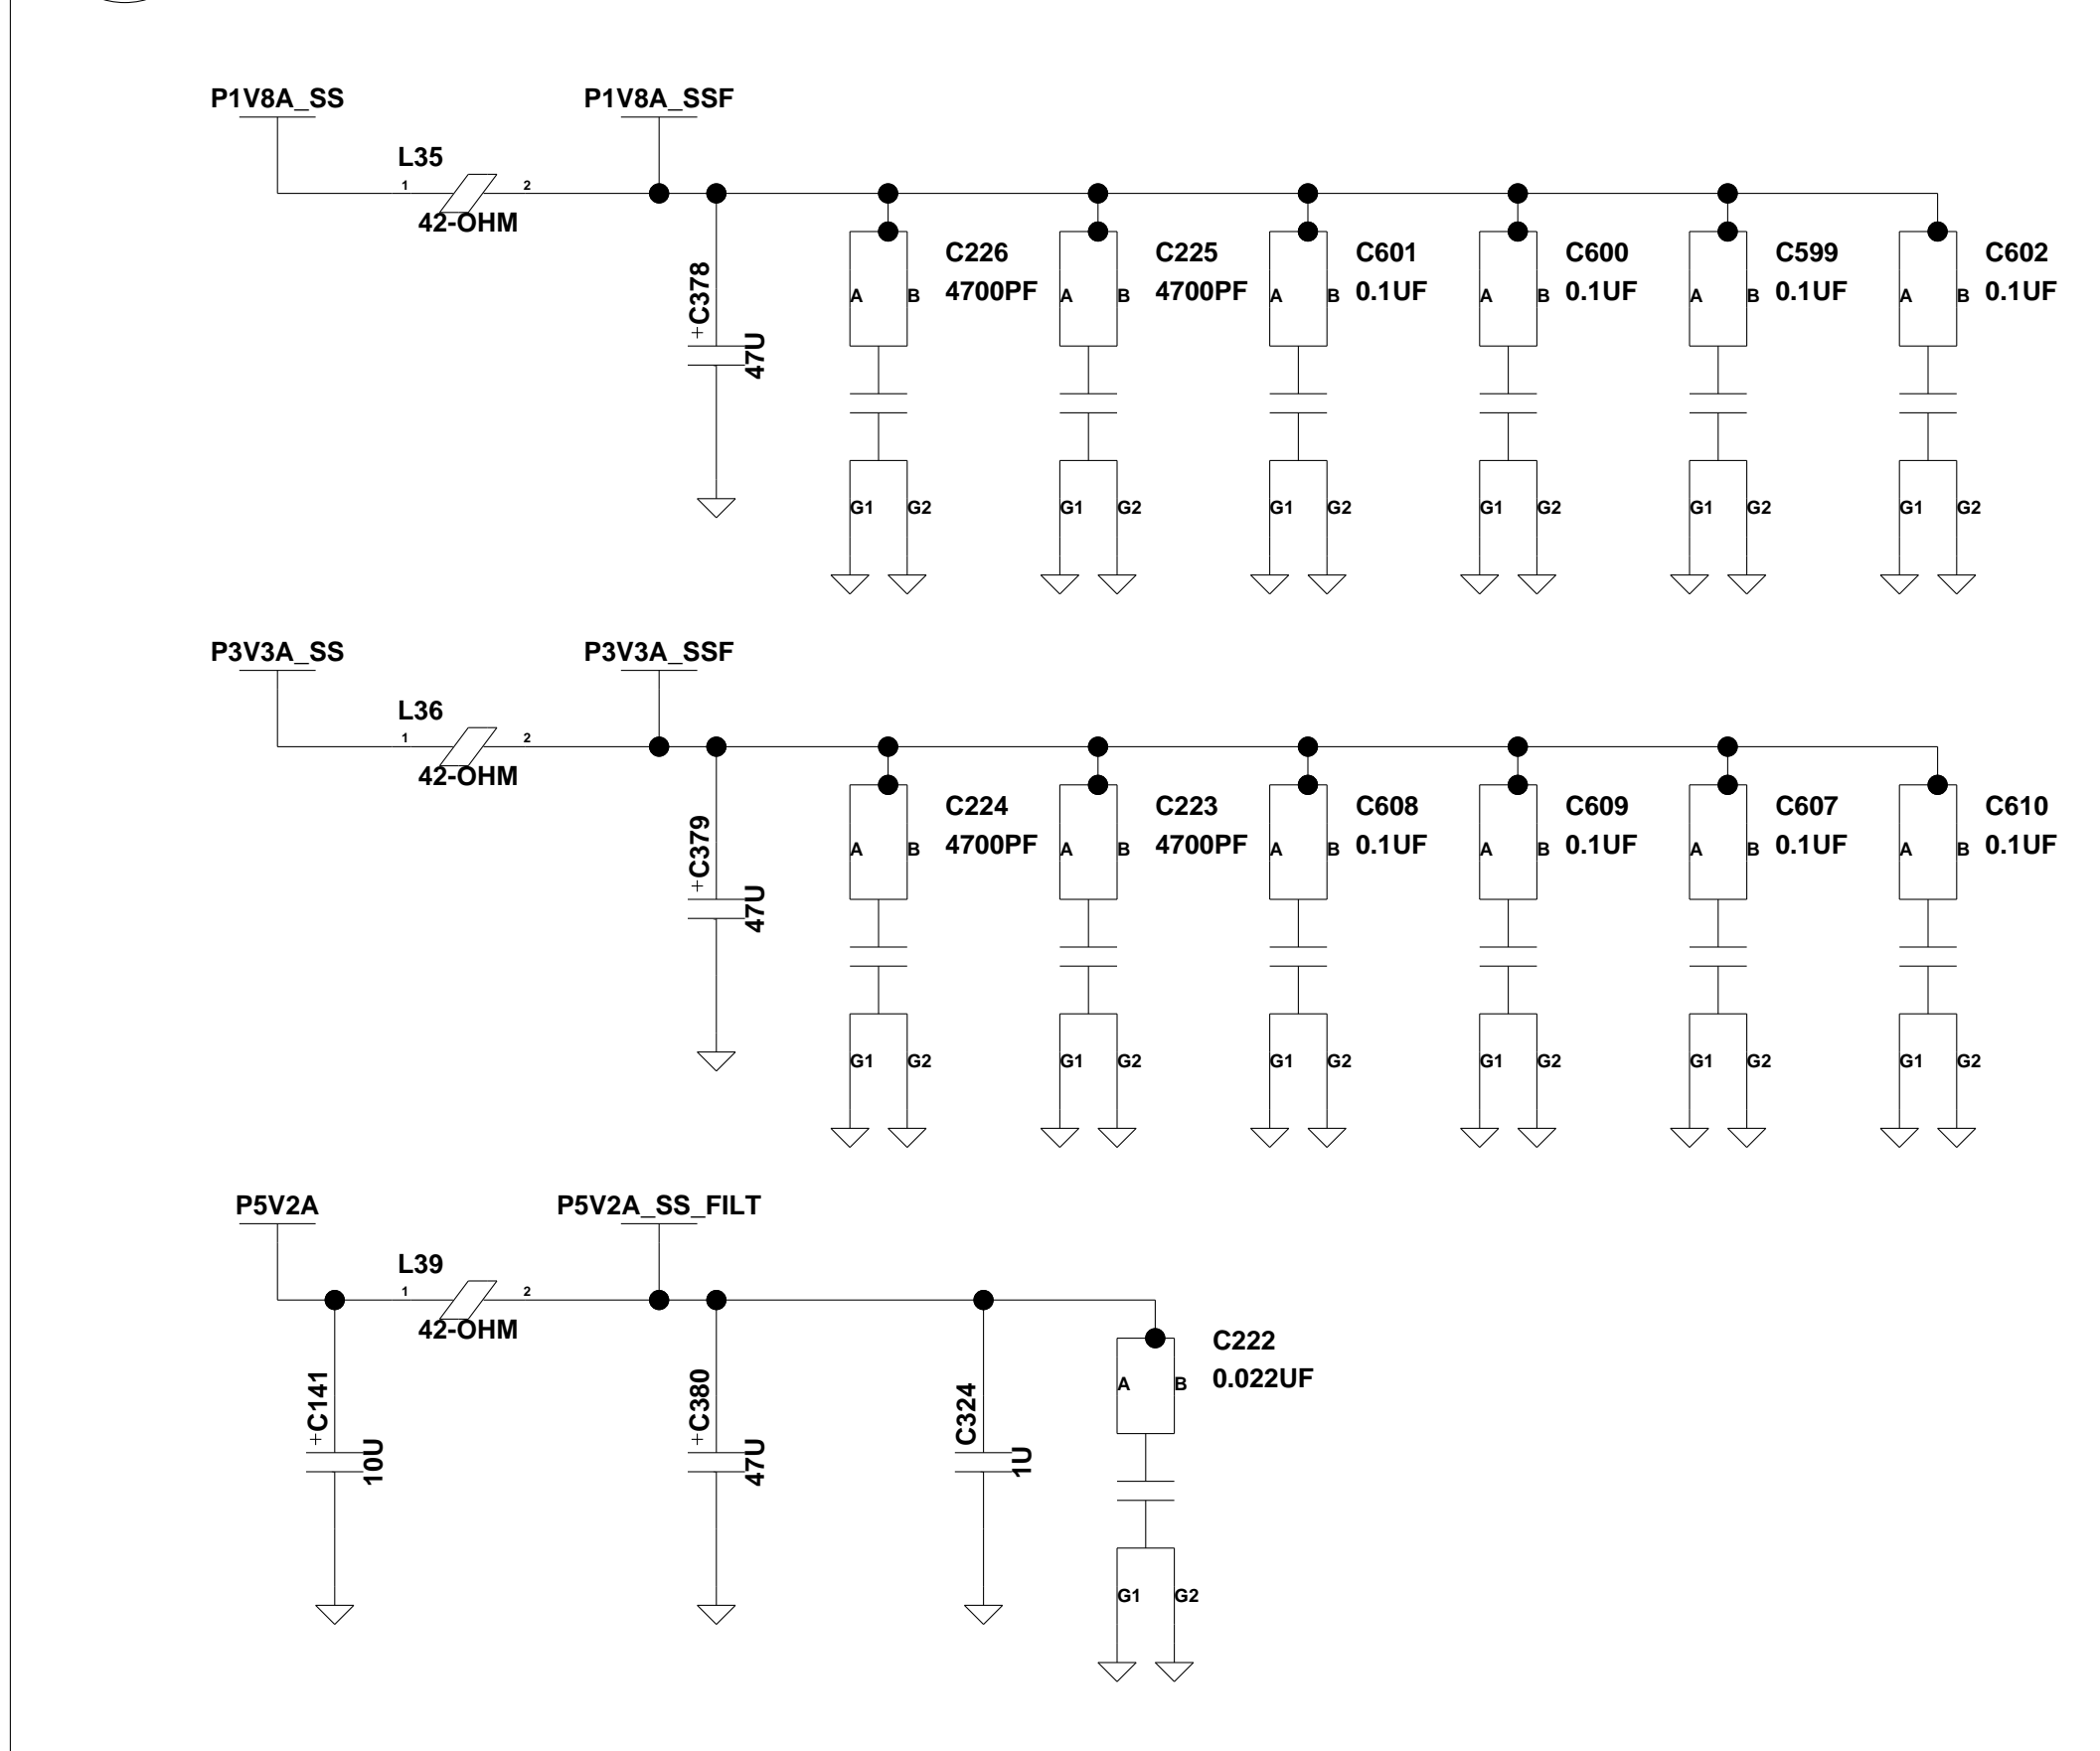 P1V8A_SS P1V8A_SSF
L35
1 2
42-OHM
+C378
47U
C226 C225 C601 C600 C599 C602
4700PF 4700PF 0.1UF 0.1UF 0.1UF 0.1UF
A B A B A B A B A B A B
G1 G2 G1 G2 G1 G2 G1 G2 G1 G2 G1 G2
P3V3A_SS P3V3A_SSF
L36
1 2
42-OHM
+C379
47U
C224 C223 C608 C609 C607 C610
4700PF 4700PF 0.1UF 0.1UF 0.1UF 0.1UF
A B A B A B A B A B A B
G1 G2 G1 G2 G1 G2 G1 G2 G1 G2 G1 G2
P5V2A P5V2A_SS_FILT
L39
1 2
42-OHM
+C141
10U
+C380
47U
C324
1U
C222
0.022UF
A B
G1 G2